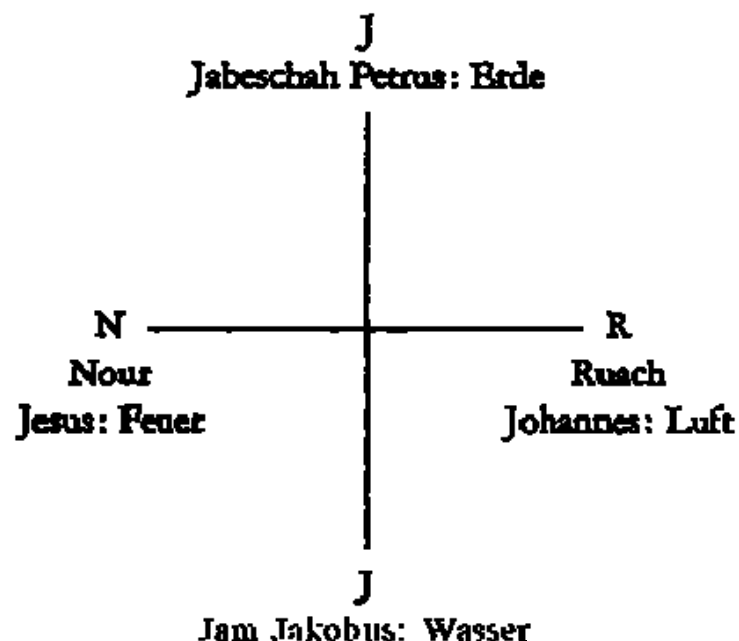 J
Jabeschah Petrus: Erde
N
R
Nour
Ruach
Jesus: Feuer
Johannes: Luft
J
Jam Jakobus: Wasser